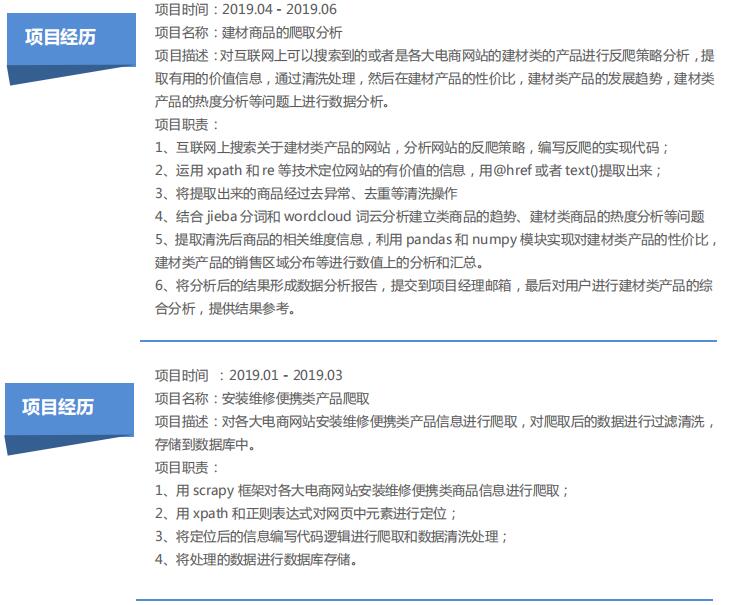 项目经历
项目时间：2019.04 - 2019.06
项目名称：建材商品的爬取分析
项目描述：对互联网上可以搜索到的或者是各大电商网站的建材类的产品进行反爬策略分析，提
取有用的价值信息，通过清洗处理，然后在建材产品的性价比，建材类产品的发展趋势，建材类
产品的热度分析等问题上进行数据分析。
项目职责：
1、互联网上搜索关于建材类产品的网站，分析网站的反爬策略，编写反爬的实现代码；
2、运用 xpath 和 re 等技术定位网站的有价值的信息，用@href 或者 text()提取出来；
3、将提取出来的商品经过去异常、去重等清洗操作
4、结合 jieba 分词和 wordcloud 词云分析建立类商品的趋势、建材类商品的热度分析等问题
5、提取清洗后商品的相关维度信息，利用 pandas 和 numpy 模块实现对建材类产品的性价比，
建材类产品的销售区域分布等进行数值上的分析和汇总。
6、将分析后的结果形成数据分析报告，提交到项目经理邮箱，最后对用户进行建材类产品的综
合分析，提供结果参考。
项目经历
项目时间 ：2019.01 - 2019.03
项目名称：安装维修便携类产品爬取
项目描述：对各大电商网站安装维修便携类产品信息进行爬取，对爬取后的数据进行过滤清洗，
存储到数据库中。
项目职责：
1、用 scrapy 框架对各大电商网站安装维修便携类商品信息进行爬取；
2、用 xpath 和正则表达式对网页中元素进行定位；
3、将定位后的信息编写代码逻辑进行爬取和数据清洗处理；
4、将处理的数据进行数据库存储。